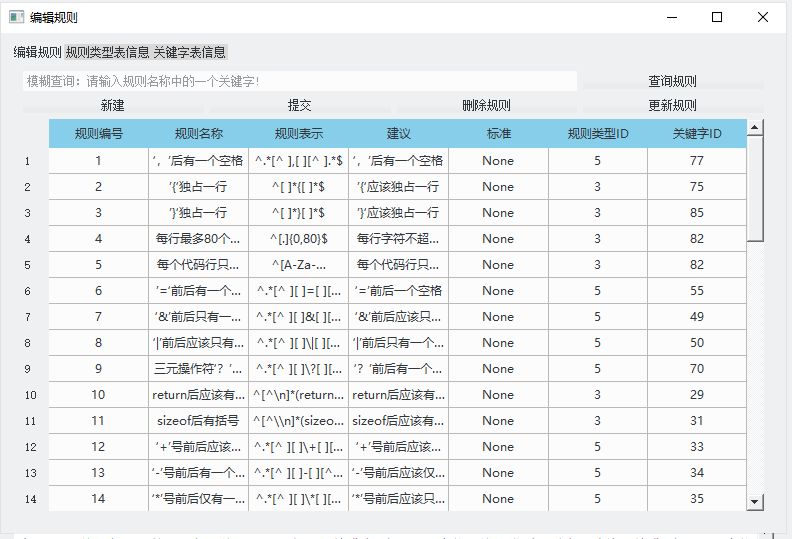 编辑规则
编辑规则 规则类型表信息 关键字表信息
模糊查询：请输入规则名称中的一个关键字! 查询规则
新建 提交 删除规则 更新规则
规则编号 规则名称 规则表示 建议 标准 规则类型ID 关键字ID
1 1 '，'后有一个空格 ^.*[^ ],[ ][^ ].*$ '，'后有一个空格 None 5 77
2 2 '{'独占一行 ^[ ]*{[ ]*$ '{'应该独占一行 None 3 75
3 3 '}'独占一行 ^[ ]*}[ ]*$ '}'应该独占一行 None 3 85
4 4 每行最多80个... ^[.]{0,80}$ 每行字符不超... None 3 82
5 5 每个代码行只... ^[A-Za-... 每个代码行只... None 3 82
6 6 '='前后有一个... ^.*[^ ][ ]=[ ][... '='前后一个空格 None 5 55
7 7 '&'前后只有一... ^.*[^ ][ ]&[ ][... '&'前后应该只... None 5 49
8 8 '|'前后应该只有... ^.*[^ ][ ]\|[ ][... '|'前后只有一个... None 5 50
9 9 三元操作符'？'... ^.*[^ ][ ]\?[ ][... '？'前后有一个... None 5 70
10 10 return后应该有... ^[^\n]*(return... return后应该有... None 3 29
11 11 sizeof后有括号 ^[^\\n]*(sizeo... sizeof后应该有... None 3 31
12 12 '+'号前后应该... ^.*[^ ][ ]\+[ ][... '+'号前后应该... None 5 33
13 13 '-'号前后有一个... ^.*[^ ][ ]-[ ][^... '-'号前后应该仅... None 5 34
14 14 '*'号前后仅有一... ^.*[^ ][ ]\*[ ][... '*'号前后应该只... None 5 35